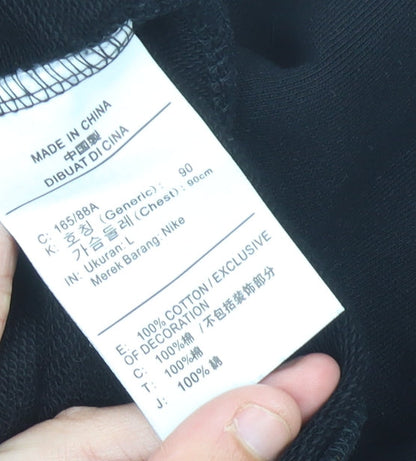 MADE IN CHINA
中国製
DIBUAT DI CINA
C: 165/88A
K: 호칭 (Generic): 90
가슴둘레 (Chest): 90cm
IN: Ukuran: L
Merek Barang: Nike
E: 100% COTTON/EXCLUSIVE
OF DECORATION
C: 100%棉 /不包括装饰部分
T: 100%棉
J: 100% 綿